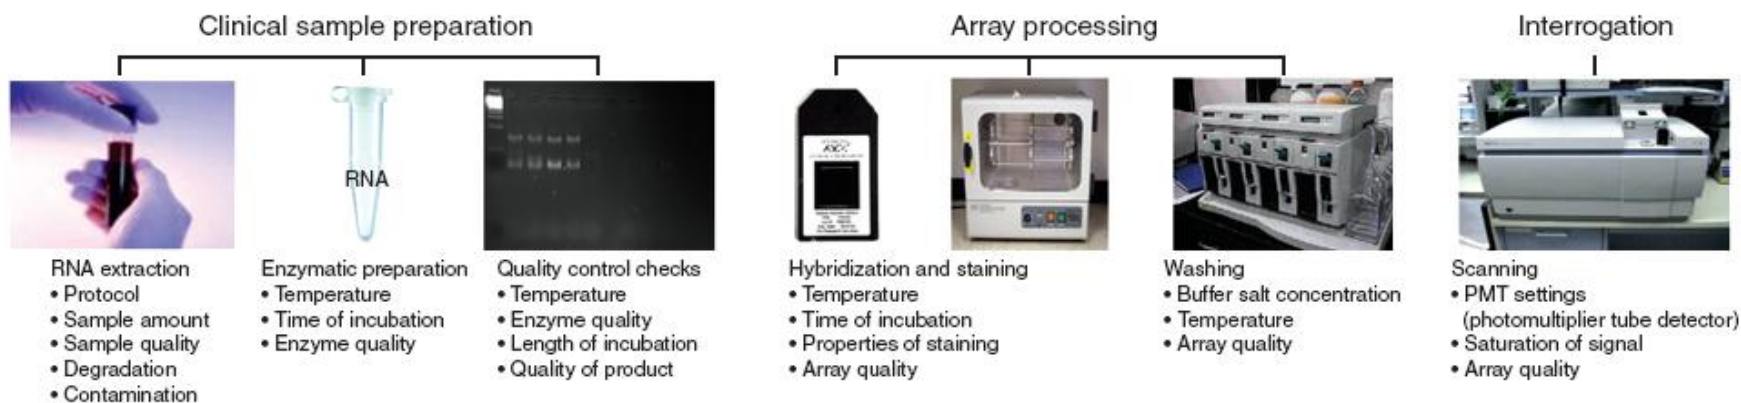 Clinical sample preparation
Array processing
Interrogation
RNA
RNA extraction
• Protocol
• Sample amount
• Sample quality
• Degradation
• Contamination
Enzymatic preparation
• Temperature
• Time of incubation
• Enzyme quality
Quality control checks
• Temperature
• Enzyme quality
• Length of incubation
• Quality of product
Hybridization and staining
• Temperature
• Time of incubation
• Properties of staining
• Array quality
Washing
• Buffer salt concentration
• Temperature
• Array quality
Scanning
• PMT settings
(photomultiplier tube detector)
• Saturation of signal
• Array quality